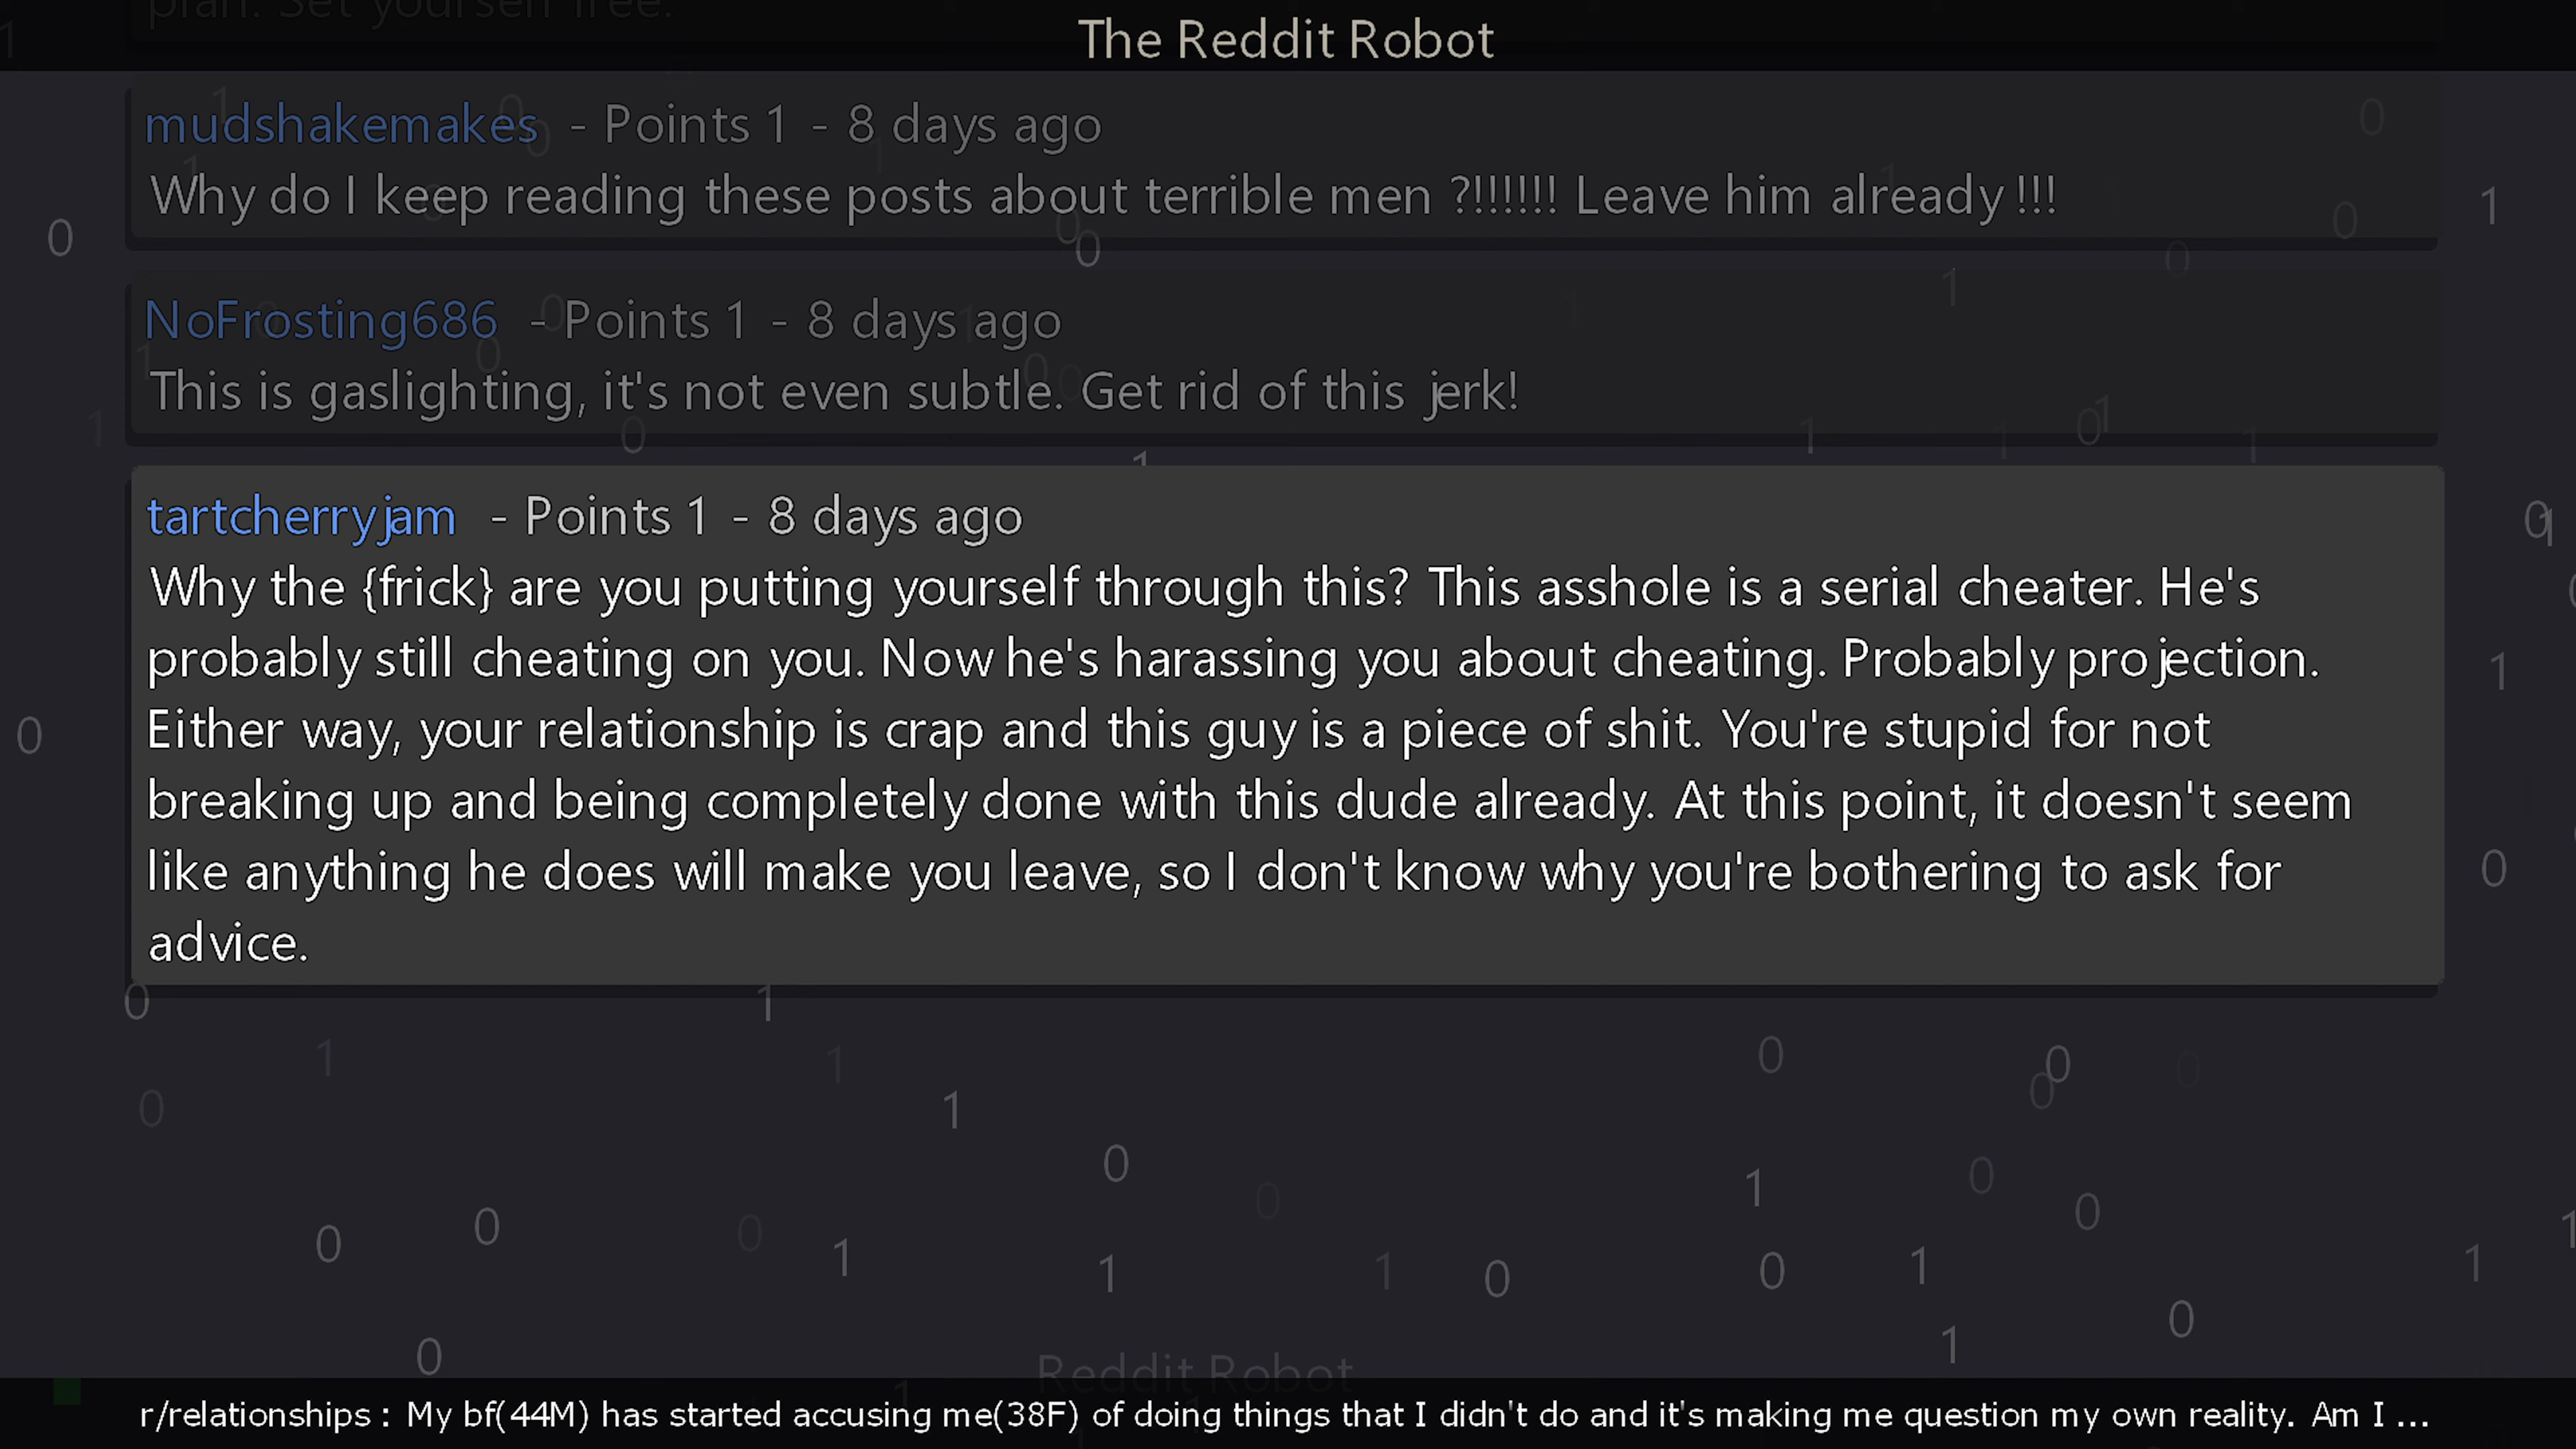 plan. Set yourself free.
The Reddit Robot
mudshakemakes - Points 1 - 8 days ago
Why do I keep reading these posts about terrible men ?!!!!!! Leave him already !!!
NoFrosting686 - Points 1 - 8 days ago
This is gaslighting, it's not even subtle. Get rid of this jerk!
tartcherryjam - Points 1 - 8 days ago
Why the {frick} are you putting yourself through this? This asshole is a serial cheater. He's
probably still cheating on you. Now he's harassing you about cheating. Probably projection.
Either way, your relationship is crap and this guy is a piece of shit. You're stupid for not
breaking up and being completely done with this dude already. At this point, it doesn't seem
like anything he does will make you leave, so I don't know why you're bothering to ask for
advice.
Reddit Robot
r/relationships : My bf(44M) has started accusing me(38F) of doing things that I didn't do and it's making me question my own reality. Am I ...